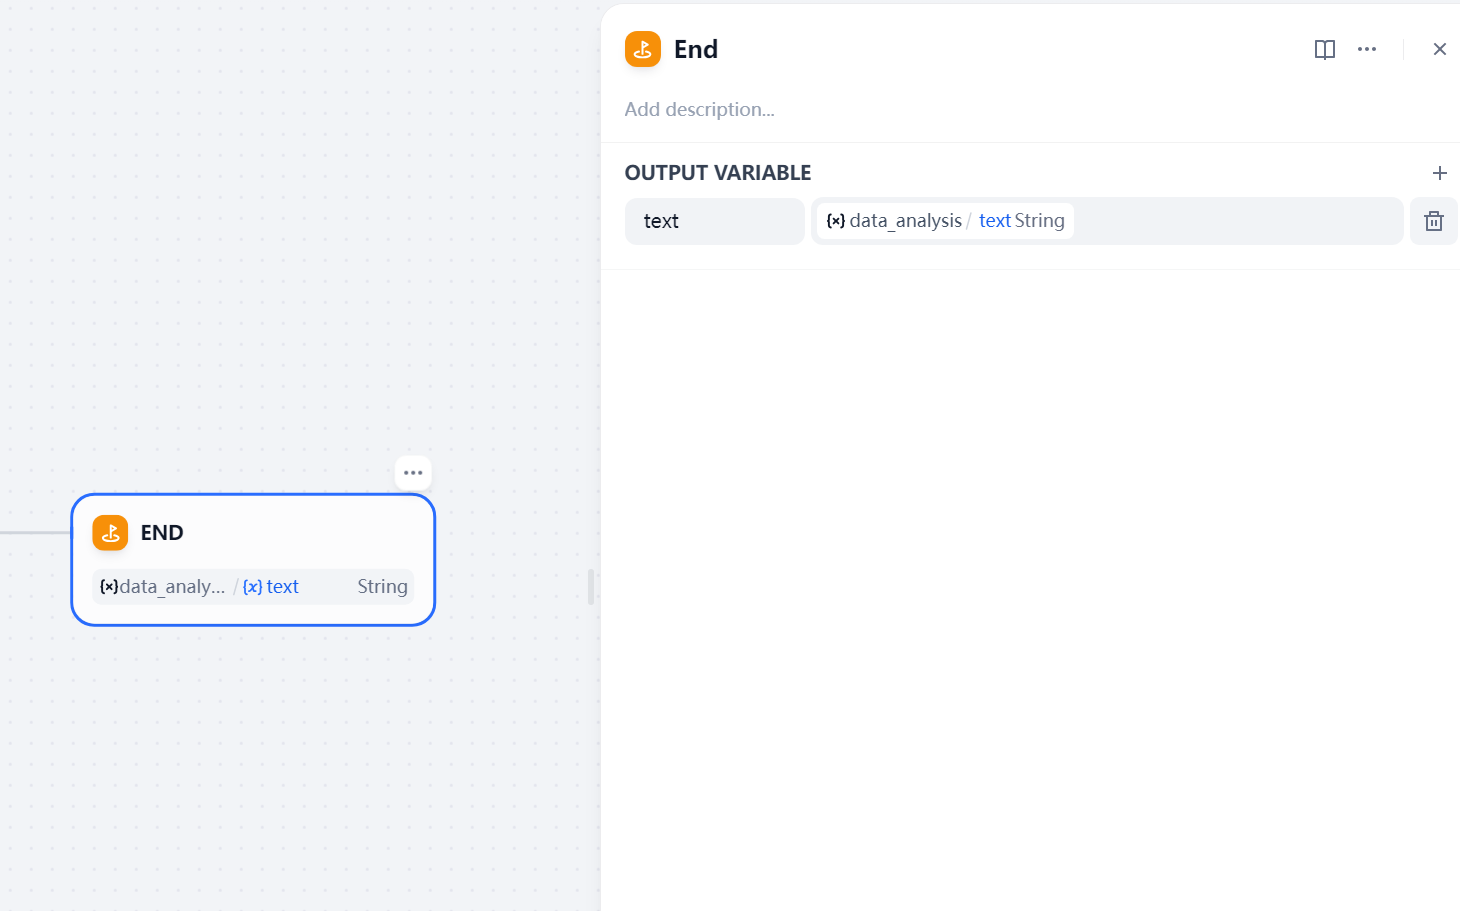 End
Add description...
OUTPUT VARIABLE
text
{×} data_analysis / text String
END
{×} data_analy... / {x} text String